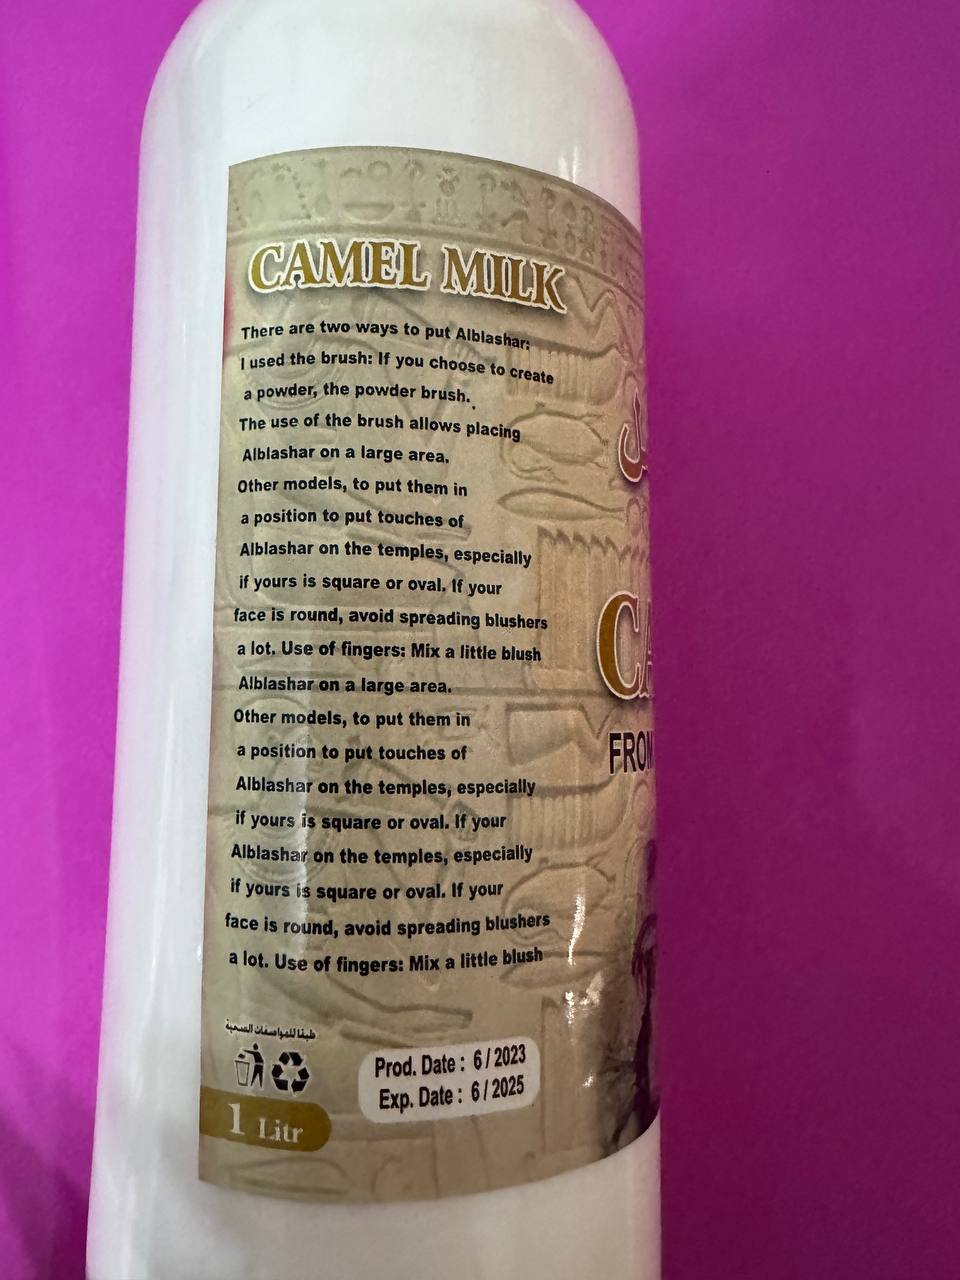 CAMEL MILK
There are two ways to put Alblashar:
I used the brush: If you choose to create
a powder, the powder brush.
The use of the brush allows placing
Alblashar on a large area.
Other models, to put them in
a position to put touches of
Alblashar on the temples, especially
if yours is square or oval. If your
face is round, avoid spreading blushers
a lot. Use of fingers: Mix a little blush
Alblashar on a large area.
Other models, to put them in
a position to put touches of
Alblashar on the temples, especially
if yours is square or oval. If your
Alblashar on the temples, especially
if yours is square or oval. If your
face is round, avoid spreading blushers
a lot. Use of fingers: Mix a little blush
طبقا للمواصفات الصحية
Prod. Date : 6 / 2023
Exp. Date : 6 / 2025
1 Litr
CA
FROM